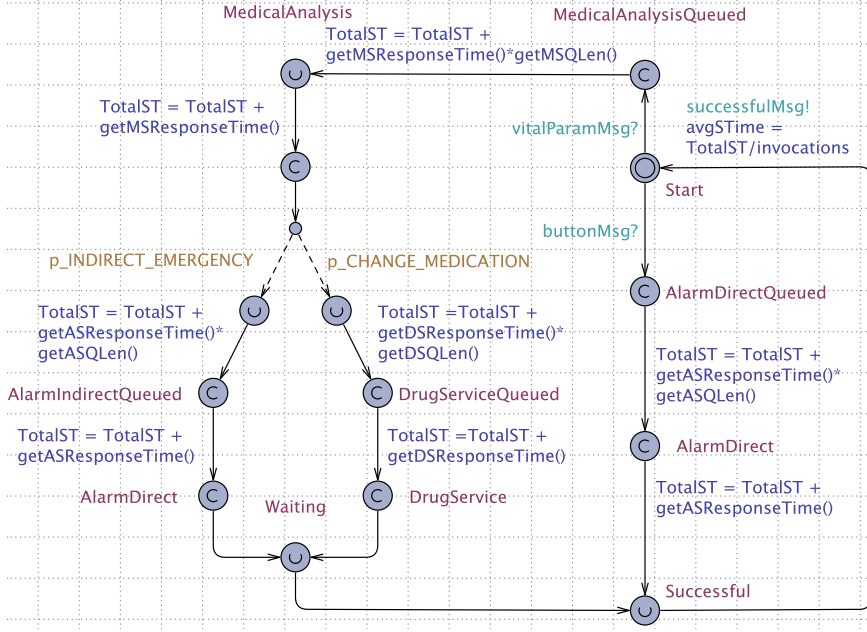 MedicalAnalysis
MedicalAnalysisQueued
TotalST = TotalST +
getMSResponseTime()*getMSQLen()
C
TotalST = TotalST +
getMSResponseTime()
vitalParamMsg?
successfulMsg!
avgSTime =
TotalST/invocations
C
Start
buttonMsg?
p_INDIRECT_EMERGENCY
p_CHANGE_MEDICATION
C
AlarmDirectQueued
TotalST = TotalST +
getASResponseTime()*
getASQLen()
TotalST =TotalST +
getDSResponseTime()*
getDSQLen()
TotalST = TotalST +
getASResponseTime()*
getASQLen()
AlarmIndirectQueued
C
C
DrugServiceQueued
TotalST = TotalST +
getASResponseTime()
TotalST =TotalST +
getDSResponseTime()
C
AlarmDirect
AlarmDirect
C
Waiting
C
DrugService
TotalST = TotalST +
getASResponseTime()
Successful